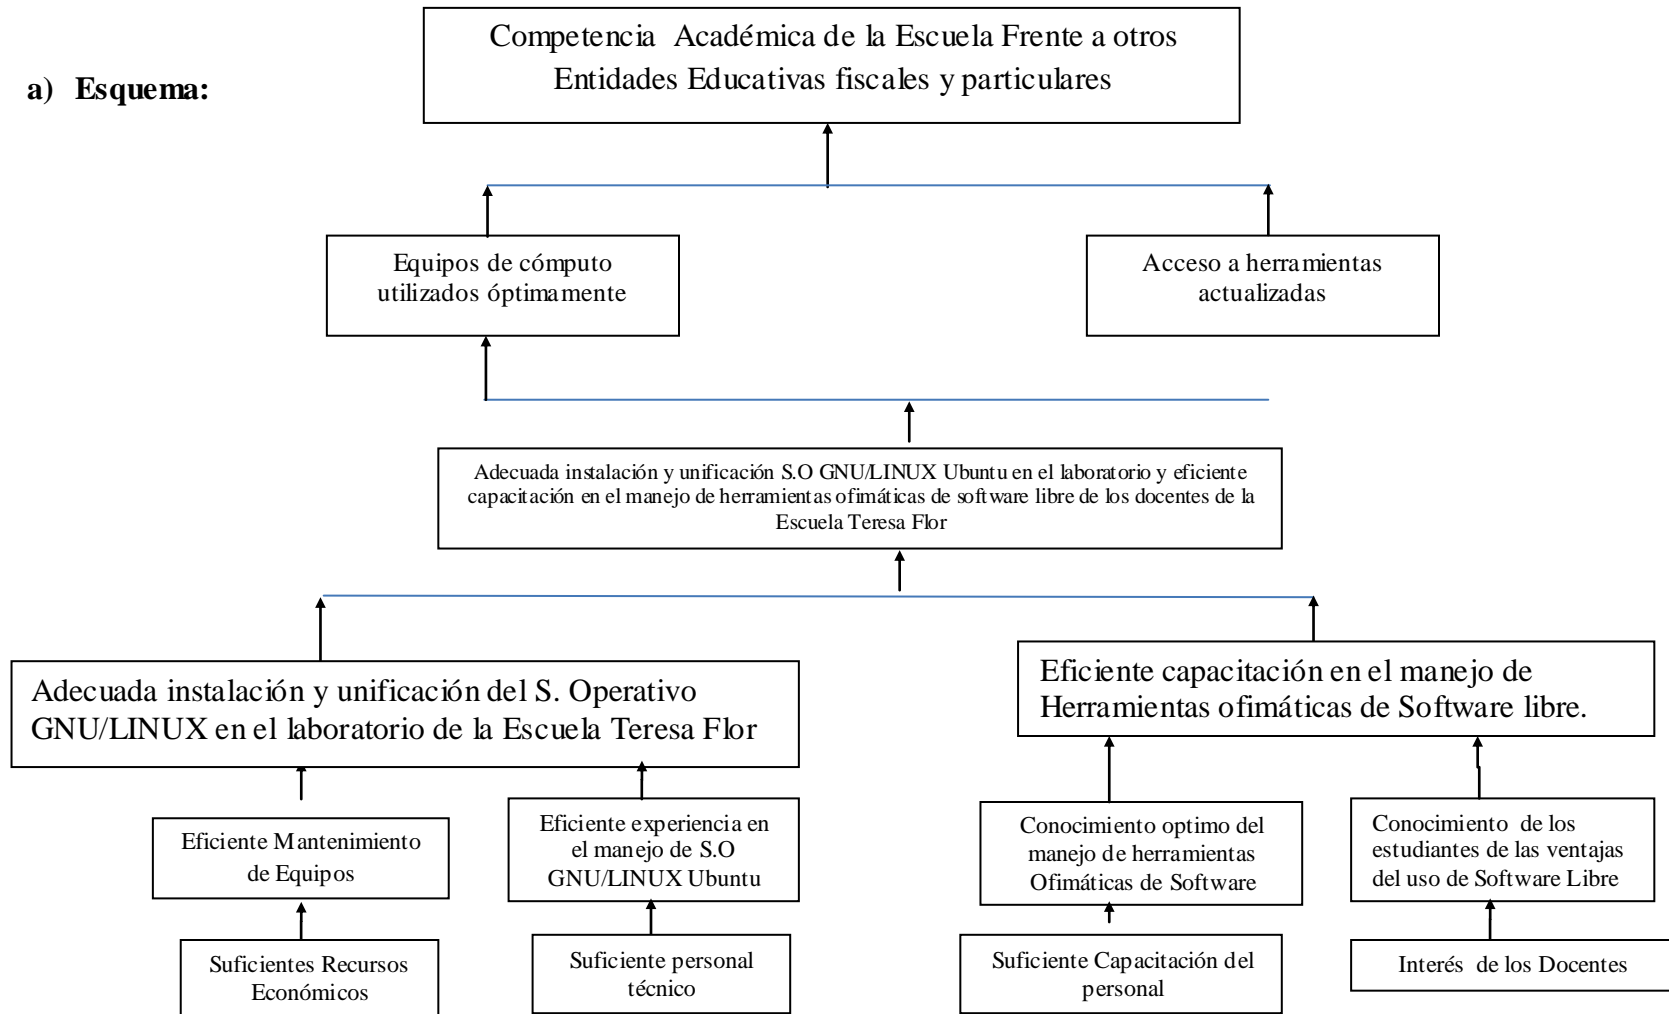 Competencia Académica de la Escuela Frente a otros
Entidades Educativas fiscales y particulares
a) Esquema:
Equipos de cómputo
utilizados óptimamente
Acceso a herramientas
actualizadas
Adecuada instalación y unificación S.O GNU/LINUX Ubuntu en el laboratorio y eficiente
capacitación en el manejo de herramientas ofimáticas de software libre de los docentes de la
Escuela Teresa Flor
Adecuada instalación y unificación del S. Operativo
GNU/LINUX en el laboratorio de la Escuela Teresa Flor
Eficiente capacitación en el manejo de
Herramientas ofimáticas de Software libre.
Eficiente Mantenimiento
de Equipos
Eficiente experiencia en
el manejo de S.O
GNU/LINUX Ubuntu
Conocimiento optimo del
manejo de herramientas
Ofimáticas de Software
Conocimiento de los
estudiantes de las ventajas
del uso de Software Libre
Suficientes Recursos
Económicos
Suficiente personal
técnico
Suficiente Capacitación del
personal
Interés de los Docentes